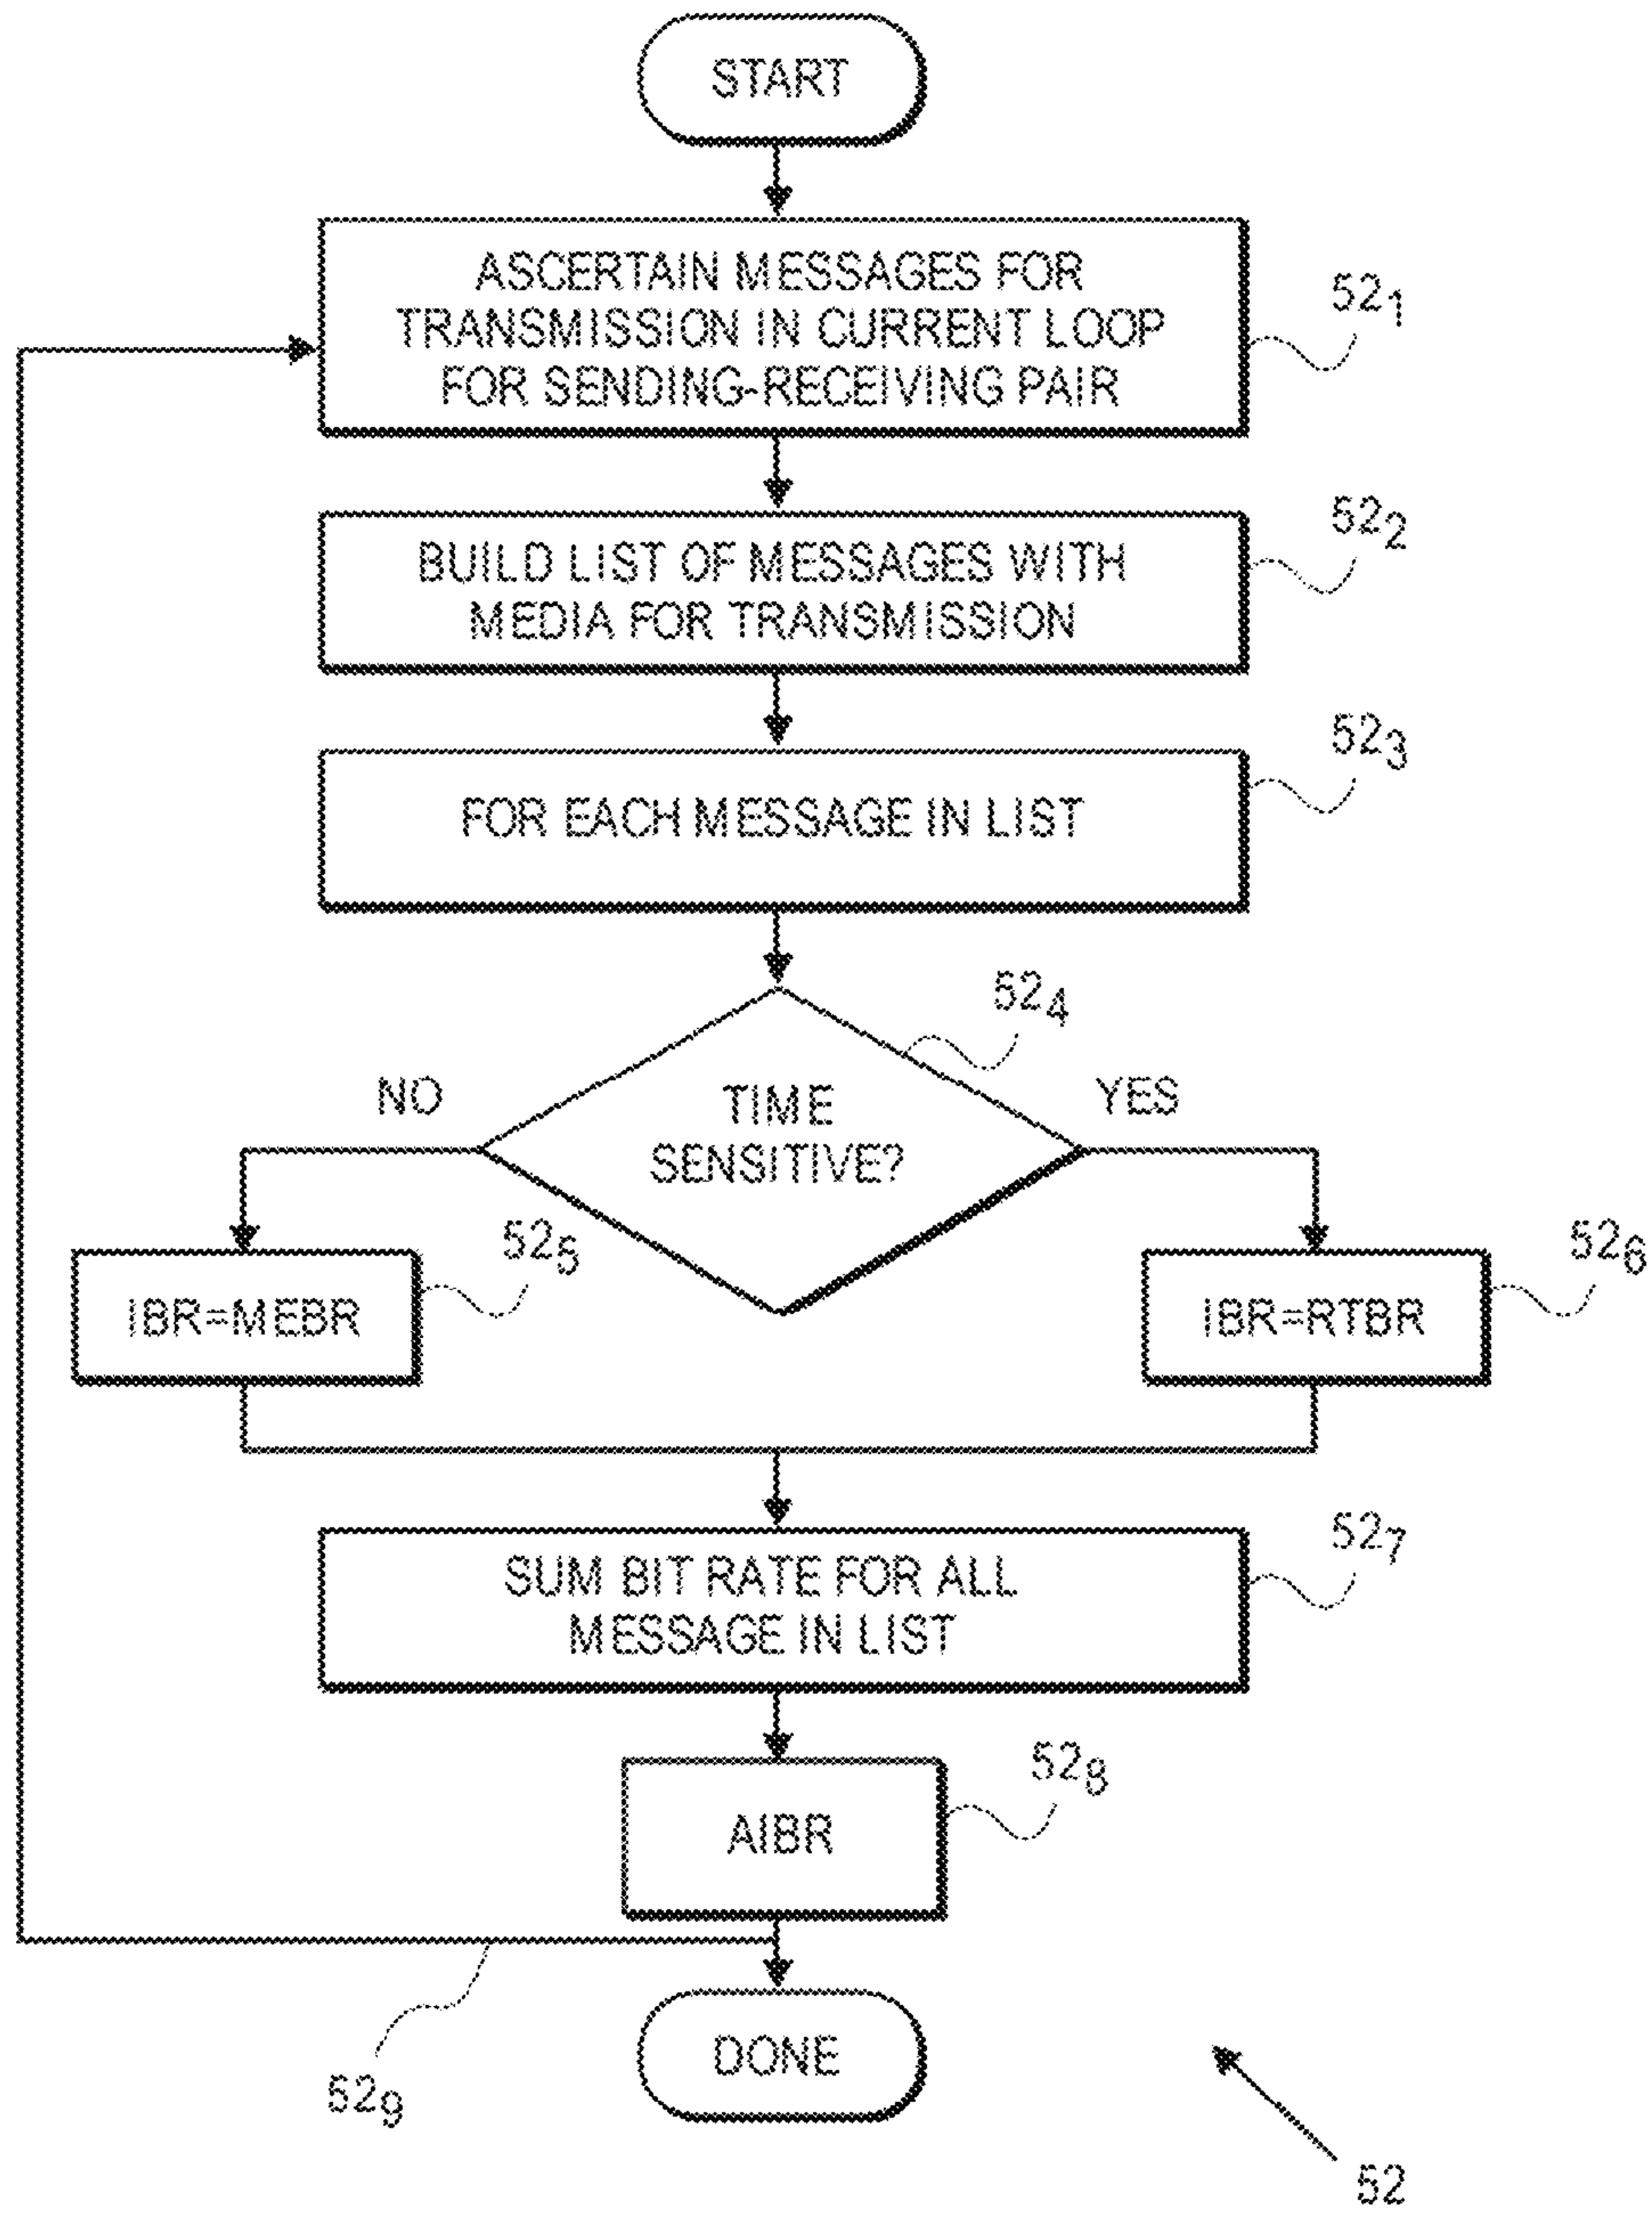 START
ASCERTAIN MESSAGES FOR
TRANSMISSION IN CURRENT LOOP
FOR SENDING-RECEIVING PAIR
52₁
BUILD LIST OF MESSAGES WITH
MEDIA FOR TRANSMISSION
52₂
FOR EACH MESSAGE IN LIST
52₃
TIME
SENSITIVE?
52₄
NO
YES
IBR=MEBR
52₅
IBR=RTBR
52₆
SUM BIT RATE FOR ALL
MESSAGE IN LIST
52₇
AIBR
52₈
52₉
DONE
52